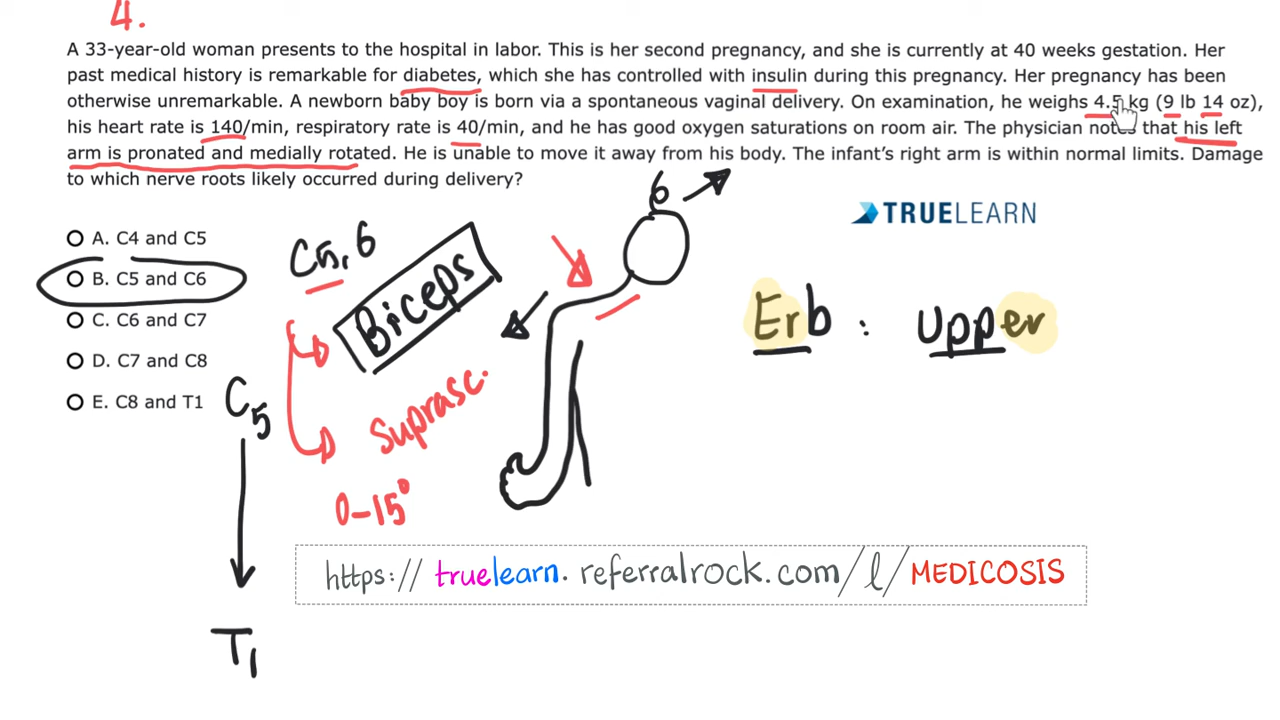 4.
A 33-year-old woman presents to the hospital in labor. This is her second pregnancy, and she is currently at 40 weeks gestation. Her
past medical history is remarkable for diabetes, which she has controlled with insulin during this pregnancy. Her pregnancy has been
otherwise unremarkable. A newborn baby boy is born via a spontaneous vaginal delivery. On examination, he weighs 4.5 kg (9 lb 14 oz),
his heart rate is 140/min, respiratory rate is 40/min, and he has good oxygen saturations on room air. The physician notes that his left
arm is pronated and medially rotated. He is unable to move it away from his body. The infant's right arm is within normal limits. Damage
to which nerve roots likely occurred during delivery?
TRUELEARN
A. C4 and C5
B. C5 and C6
C. C6 and C7
D. C7 and C8
E. C8 and T1
C5,6
Biceps
6
Erb : Upper
C5
Suprasc.
0-15°
https:// truelearn. referralrock.com/l/MEDICOSIS
T1